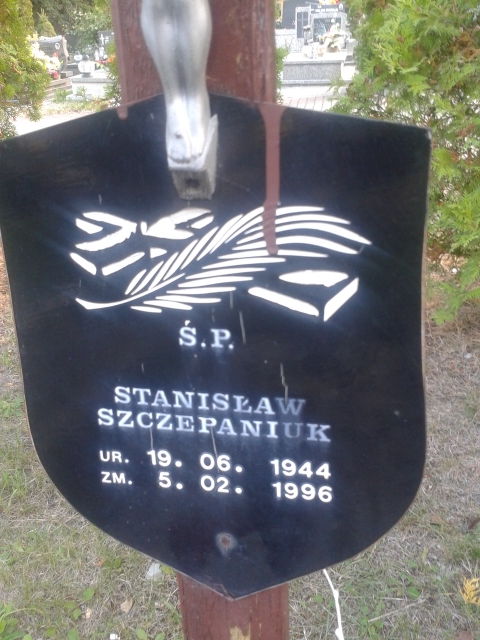 Ś.P.
STANISŁAW
SZCZEPANIUK
UR. 19. 06. 1944
ZM. 5. 02. 1996